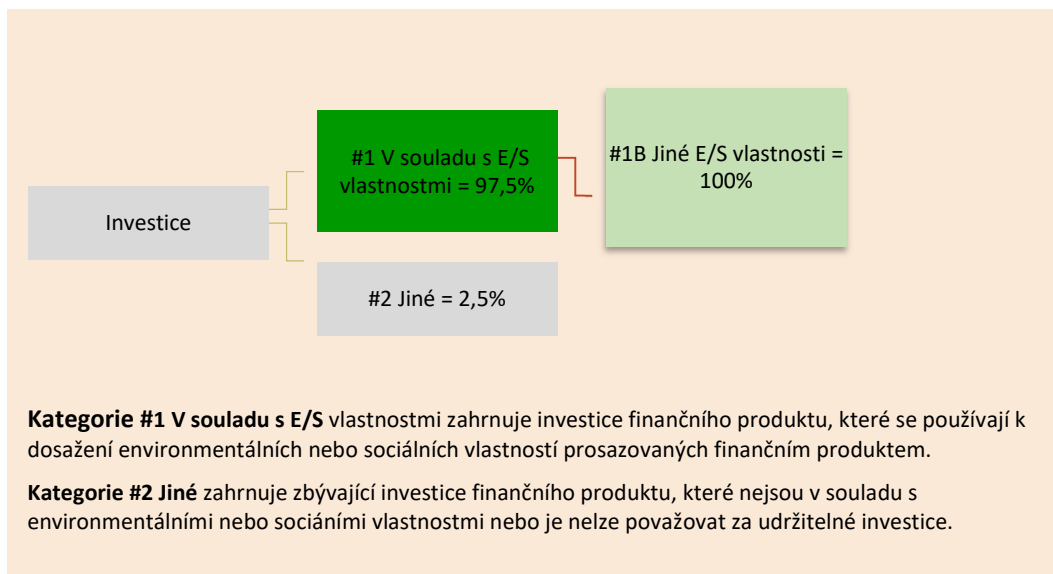 #1 V souladu s E/S
vlastnostmi = 97,5%
#1B Jiné E/S vlastnosti =
100%
Investice
#2 Jiné = 2,5%
Kategorie #1 V souladu s E/S vlastnostmi zahrnuje investice finančního produktu, které se používají k
dosažení environmentálních nebo sociálních vlastností prosazovaných finančním produktem.
Kategorie #2 Jiné zahrnuje zbývající investice finančního produktu, které nejsou v souladu s
environmentálními nebo sociáními vlastnostmi nebo je nelze považovat za udržitelné investice.